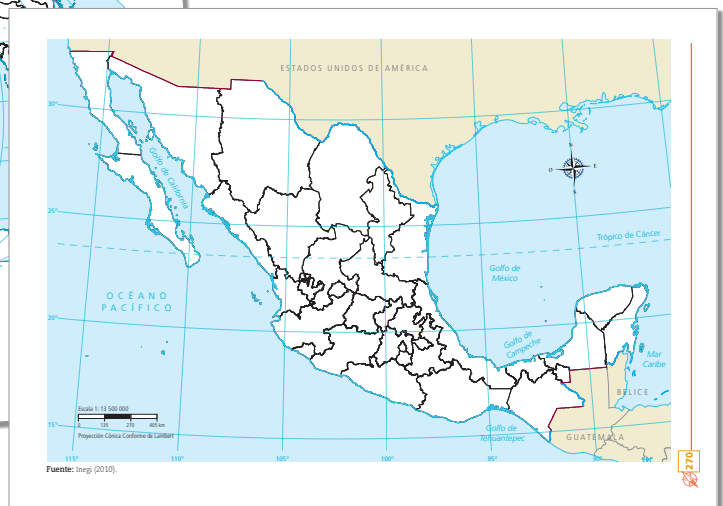 ESTADOS UNIDOS DE AMÉRICA
30°
Golfo de California
N
O
E
S
25°
Trópico de Cáncer
Golfo de
México
OCÉANO
PACÍFICO
20°
Golfo de
Campeche
Mar
Caribe
BELICE
Escala 1: 13 500 000
0 135 270 405 km
Proyección Cónica Conforme de Lambert
15°
Golfo de
Tehuantepec
GUATEMALA
115° 110° 105° 100° 95° 90°
Fuente: Inegi (2010).
270